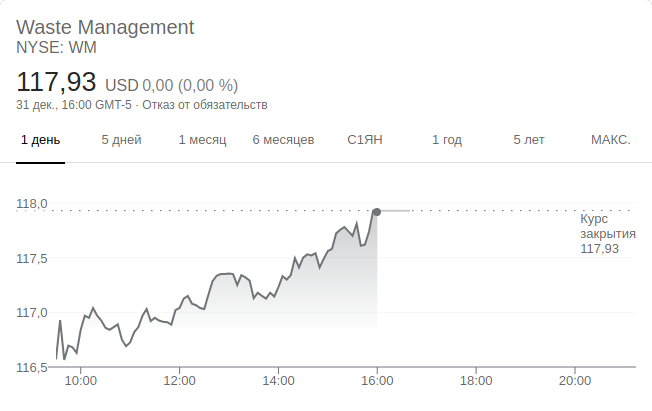 Waste Management
NYSE: WM
117,93 USD 0,00 (0,00 %)
31 дек., 16:00 GMT-5 · Отказ от обязательств
1 день 5 дней 1 месяц 6 месяцев С1ЯН 1 год 5 лет МАКС.
118,0
Курс
закрытия
117,93
117,5
117,0
116,5
10:00 12:00 14:00 16:00 18:00 20:00